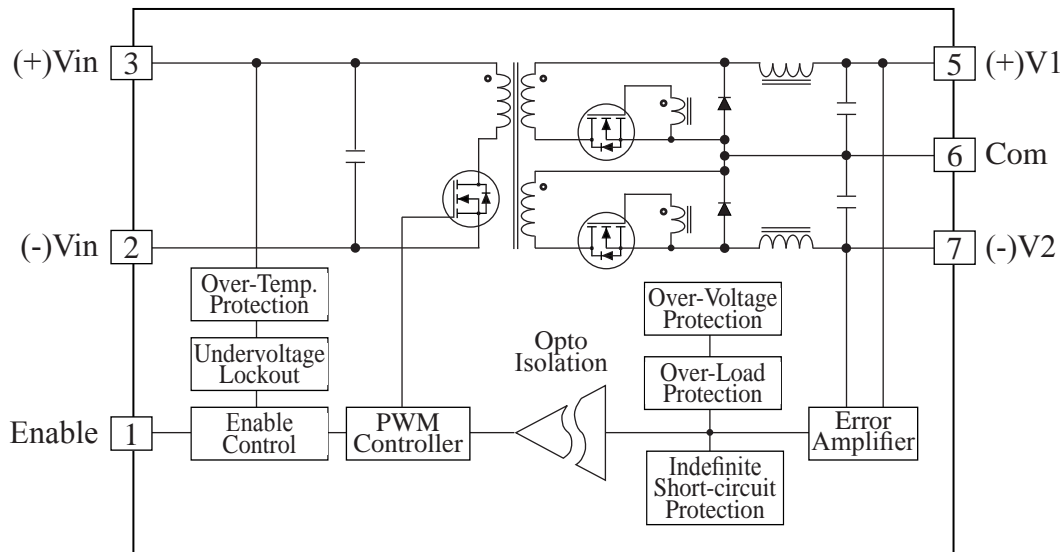 (+)Vin 3
5 (+)V1
6 Com
(-)Vin 2
7 (-)V2
Over-Temp.
Protection
Undervoltage
Lockout
Enable 1
Enable
Control
PWM
Controller
Opto
Isolation
Over-Voltage
Protection
Over-Load
Protection
Indefinite
Short-circuit
Protection
Error
Amplifier